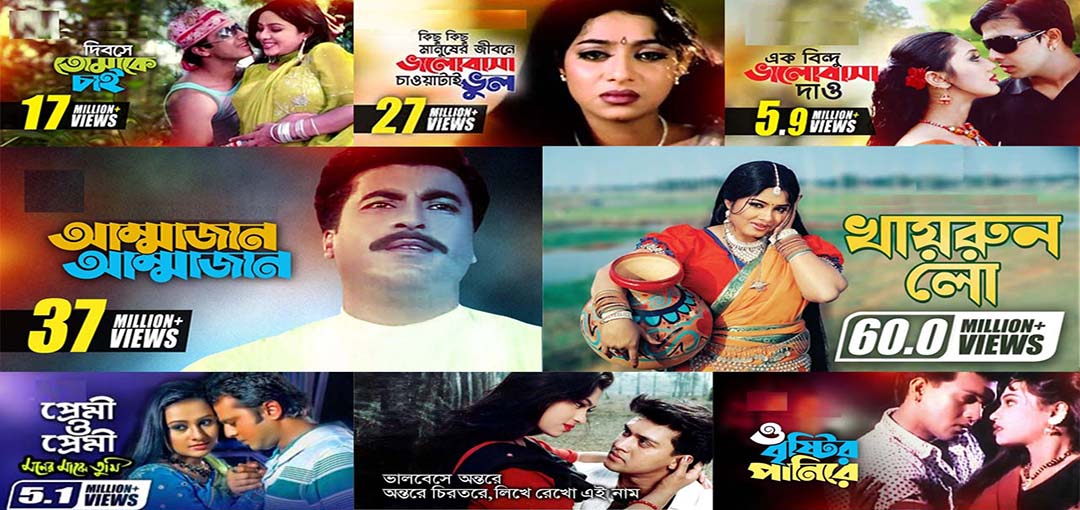 দিবসে
তোমাকে
চাই
17 MILLION+
VIEWS
কিছু কিছু
মানুষের জীবনে
ভালোবাসা
চাওয়াটাই ভুল
27 MILLION+
VIEWS
এক বিন্দু
ভালোবাসা
দাও
5.9 MILLION+
VIEWS
আম্মাজান
আম্মাজান
37 MILLION+
VIEWS
খায়রুন
লো
60.0 MILLION+
VIEWS
প্রেমী
ও
প্রেমী
মনের মাঝে তুমি
5.1 MILLION+
VIEWS
ভালবেসে অন্তরে
অন্তরে চিরতরে, লিখে রেখো এই নাম
ও
বৃষ্টির
পানিরে